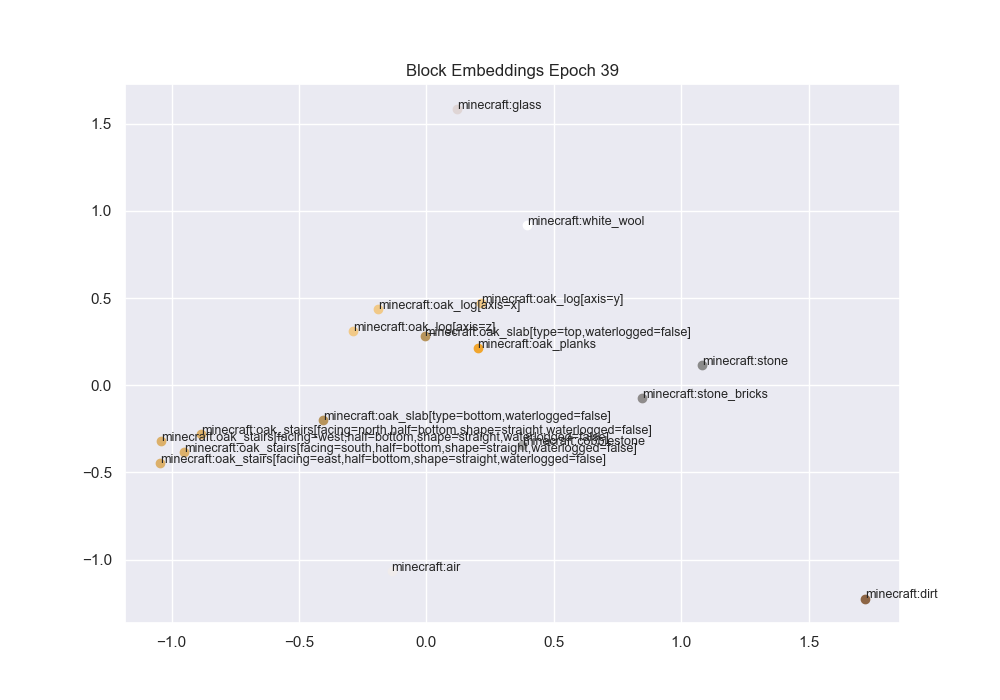 Block Embeddings Epoch 39
minecraft:glass
1.5
1.0
minecraft:white_wool
0.5
minecraft:oak_log[axis=y]
minecraft:oak_log[axis=x]
minecraft:oak_log[axis=z]
minecraft:oak_slab[type=top,waterlogged=false]
minecraft:oak_planks
minecraft:stone
0.0
minecraft:stone_bricks
minecraft:oak_slab[type=bottom,waterlogged=false]
minecraft:oak_stairs[facing=north,half=bottom,shape=straight,waterlogged=false]
minecraft:oak_stairs[facing=west,half=bottom,shape=straight,waterlogged=false]
minecraft:cobblestone
minecraft:oak_stairs[facing=south,half=bottom,shape=straight,waterlogged=false]
minecraft:oak_stairs[facing=east,half=bottom,shape=straight,waterlogged=false]
−0.5
−1.0
minecraft:air
minecraft:dirt
−1.0 −0.5 0.0 0.5 1.0 1.5